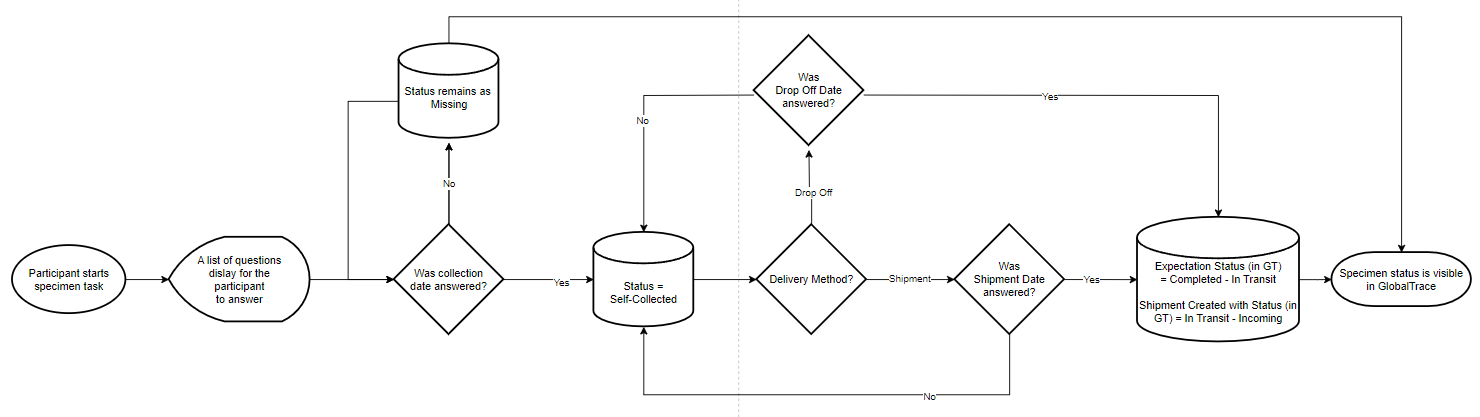 Participant starts
specimen task
A list of questions
dislay for the
participant
to answer
Status remains as
Missing
No
Was collection
date answered?
Yes
Status =
Self-Collected
No
Was
Drop Off Date
answered?
Yes
Drop Off
Delivery Method?
Shipment
Was
Shipment Date
answered?
Yes
No
Expectation Status (in GT)
= Completed - In Transit
Shipment Created with Status (in
GT) = In Transit - Incoming
Specimen status is visible
in GlobalTrace